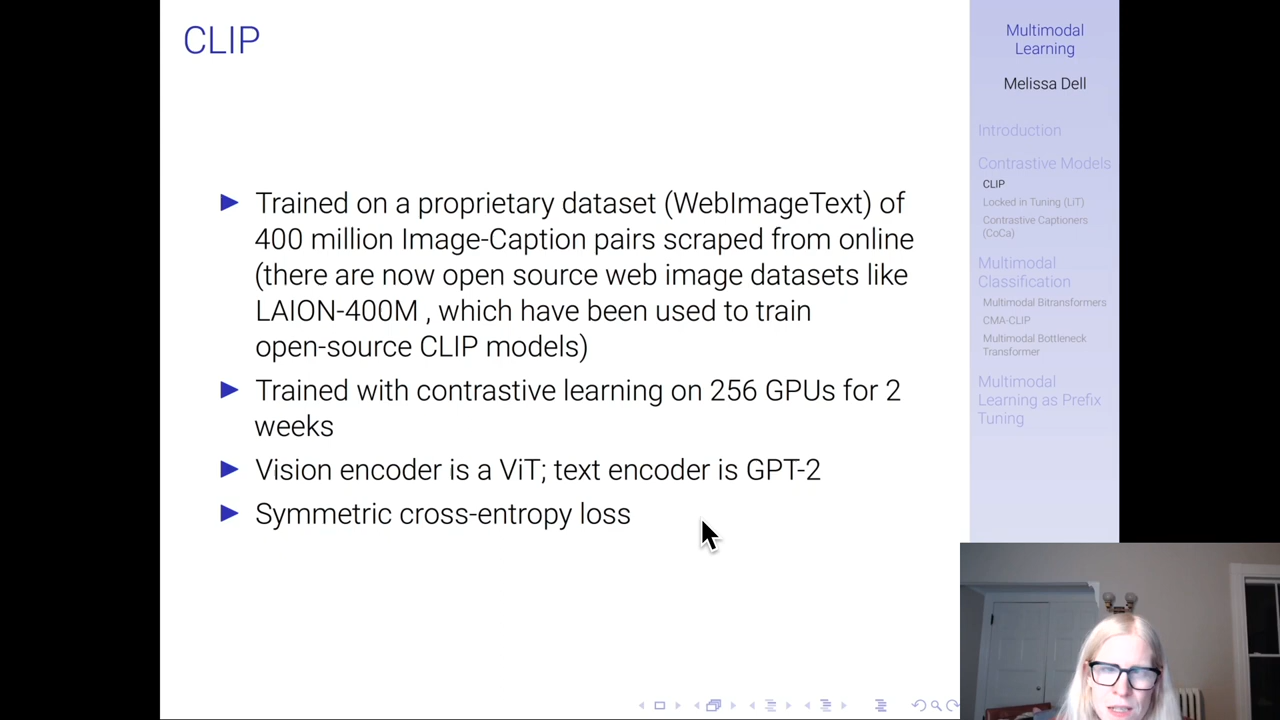 CLIP
▶ Trained on a proprietary dataset (WebImageText) of
400 million Image-Caption pairs scraped from online
(there are now open source web image datasets like
LAION-400M , which have been used to train
open-source CLIP models)
▶ Trained with contrastive learning on 256 GPUs for 2
weeks
▶ Vision encoder is a ViT; text encoder is GPT-2
▶ Symmetric cross-entropy loss
Multimodal
Learning
Melissa Dell
Introduction
Contrastive Models
CLIP
Locked in Tuning (LiT)
Contrastive Captioners
(CoCa)
Multimodal
Classification
Multimodal Bitransformers
CMA-CLIP
Multimodal Bottleneck
Transformer
Multimodal
Learning as Prefix
Tuning